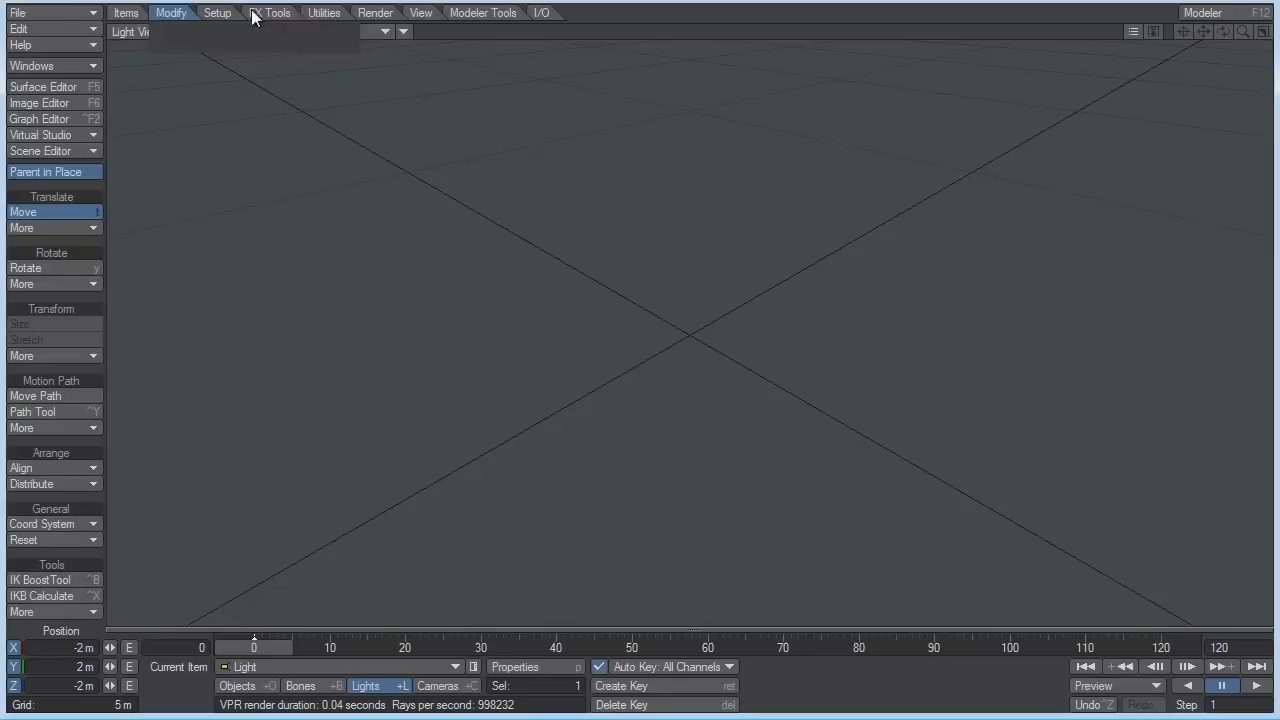 File Items Modify Setup FX Tools Utilities Render View Modeler Tools I/O Modeler F12
Edit Light Vie
Help
Windows
Surface Editor F5
Image Editor F6
Graph Editor ^F2
Virtual Studio
Scene Editor
Parent in Place
Translate
Move t
More
Rotate
Rotate y
More
Transform
Size
Stretch
More
Motion Path
Move Path
Path Tool ^Y
More
Arrange
Align
Distribute
General
Coord System
Reset
Tools
IK BoostTool ^B
IKB Calculate ^X
More
Position
X -2 m E 0 0 10 20 30 40 50 60 70 80 90 100 110 120 120
Y 2 m E Current Item Light Properties p Auto Key: All Channels
Z -2 m E Objects +O Bones +B Lights +L Cameras +C Sel: 1 Create Key ret Preview
Grid: 5 m VPR render duration: 0.04 seconds Rays per second: 998232 Delete Key del Undo ^Z Redo Step 1